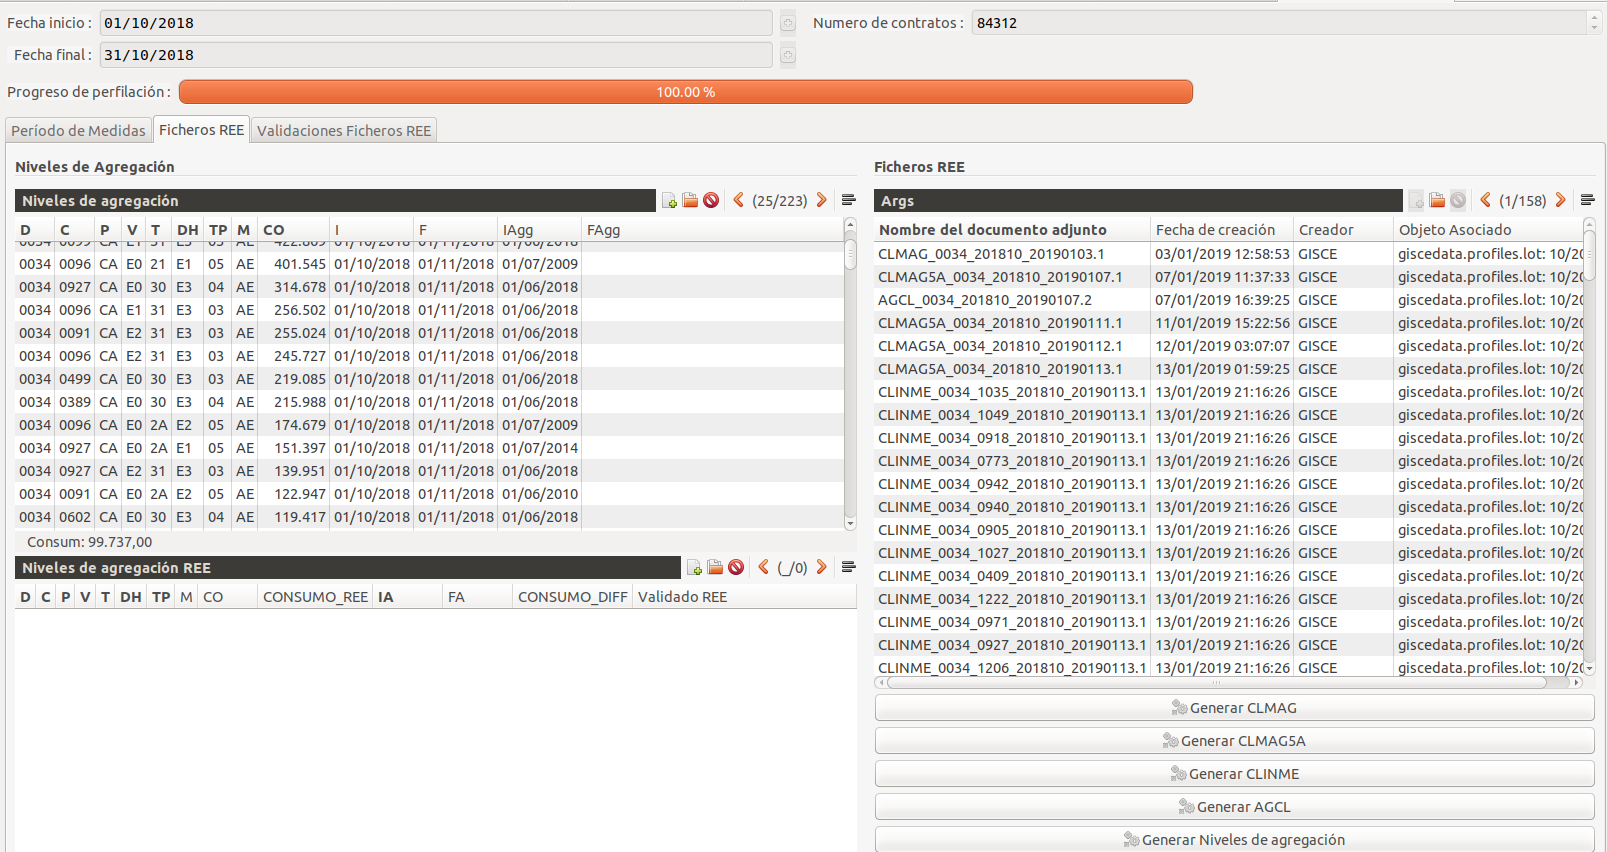 Fecha inicio : 01/10/2018
Numero de contratos : 84312
Fecha final : 31/10/2018
Progreso de perfilación : 100.00 %
Período de Medidas Ficheros REE Validaciones Ficheros REE
Niveles de Agregación
Niveles de agregación (25/223)
D C P V T DH TP M CO I F IAgg FAgg
0034 0096 CA E0 21 E1 05 AE 401.545 01/10/2018 01/11/2018 01/07/2009
0034 0927 CA E0 30 E3 04 AE 314.678 01/10/2018 01/11/2018 01/06/2018
0034 0096 CA E1 31 E3 03 AE 256.502 01/10/2018 01/11/2018 01/06/2018
0034 0091 CA E2 31 E3 03 AE 255.024 01/10/2018 01/11/2018 01/06/2018
0034 0096 CA E2 31 E3 03 AE 245.727 01/10/2018 01/11/2018 01/06/2018
0034 0499 CA E0 30 E3 03 AE 219.085 01/10/2018 01/11/2018 01/06/2018
0034 0389 CA E0 30 E3 04 AE 215.988 01/10/2018 01/11/2018 01/06/2018
0034 0096 CA E0 2A E2 05 AE 174.679 01/10/2018 01/11/2018 01/07/2009
0034 0927 CA E0 2A E1 05 AE 151.397 01/10/2018 01/11/2018 01/07/2014
0034 0927 CA E2 31 E3 03 AE 139.951 01/10/2018 01/11/2018 01/06/2018
0034 0091 CA E0 2A E2 05 AE 122.947 01/10/2018 01/11/2018 01/06/2010
0034 0602 CA E0 30 E3 04 AE 119.417 01/10/2018 01/11/2018 01/06/2018
Consum: 99.737,00
Niveles de agregación REE (_/0)
D C P V T DH TP M CO CONSUMO_REE IA FA CONSUMO_DIFF Validado REE
Ficheros REE
Args (1/158)
Nombre del documento adjunto Fecha de creación Creador Objeto Asociado
CLMAG_0034_201810_20190103.1 03/01/2019 12:58:53 GISCE giscedata.profiles.lot: 10/20
CLMAG5A_0034_201810_20190107.1 07/01/2019 11:37:33 GISCE giscedata.profiles.lot: 10/20
AGCL_0034_201810_20190107.2 07/01/2019 16:39:25 GISCE giscedata.profiles.lot: 10/20
CLMAG5A_0034_201810_20190111.1 11/01/2019 15:22:56 GISCE giscedata.profiles.lot: 10/20
CLMAG5A_0034_201810_20190112.1 12/01/2019 03:07:07 GISCE giscedata.profiles.lot: 10/20
CLMAG5A_0034_201810_20190113.1 13/01/2019 01:59:25 GISCE giscedata.profiles.lot: 10/20
CLINME_0034_1035_201810_20190113.1 13/01/2019 21:16:26 GISCE giscedata.profiles.lot: 10/20
CLINME_0034_1049_201810_20190113.1 13/01/2019 21:16:26 GISCE giscedata.profiles.lot: 10/20
CLINME_0034_0918_201810_20190113.1 13/01/2019 21:16:26 GISCE giscedata.profiles.lot: 10/20
CLINME_0034_0773_201810_20190113.1 13/01/2019 21:16:26 GISCE giscedata.profiles.lot: 10/20
CLINME_0034_0942_201810_20190113.1 13/01/2019 21:16:26 GISCE giscedata.profiles.lot: 10/20
CLINME_0034_0940_201810_20190113.1 13/01/2019 21:16:26 GISCE giscedata.profiles.lot: 10/20
CLINME_0034_0905_201810_20190113.1 13/01/2019 21:16:26 GISCE giscedata.profiles.lot: 10/20
CLINME_0034_1027_201810_20190113.1 13/01/2019 21:16:26 GISCE giscedata.profiles.lot: 10/20
CLINME_0034_0409_201810_20190113.1 13/01/2019 21:16:26 GISCE giscedata.profiles.lot: 10/20
CLINME_0034_1222_201810_20190113.1 13/01/2019 21:16:26 GISCE giscedata.profiles.lot: 10/20
CLINME_0034_0971_201810_20190113.1 13/01/2019 21:16:26 GISCE giscedata.profiles.lot: 10/20
CLINME_0034_0927_201810_20190113.1 13/01/2019 21:16:26 GISCE giscedata.profiles.lot: 10/20
CLINME_0034_1206_201810_20190113.1 13/01/2019 21:16:26 GISCE giscedata.profiles.lot: 10/20
Generar CLMAG
Generar CLMAG5A
Generar CLINME
Generar AGCL
Generar Niveles de agregación